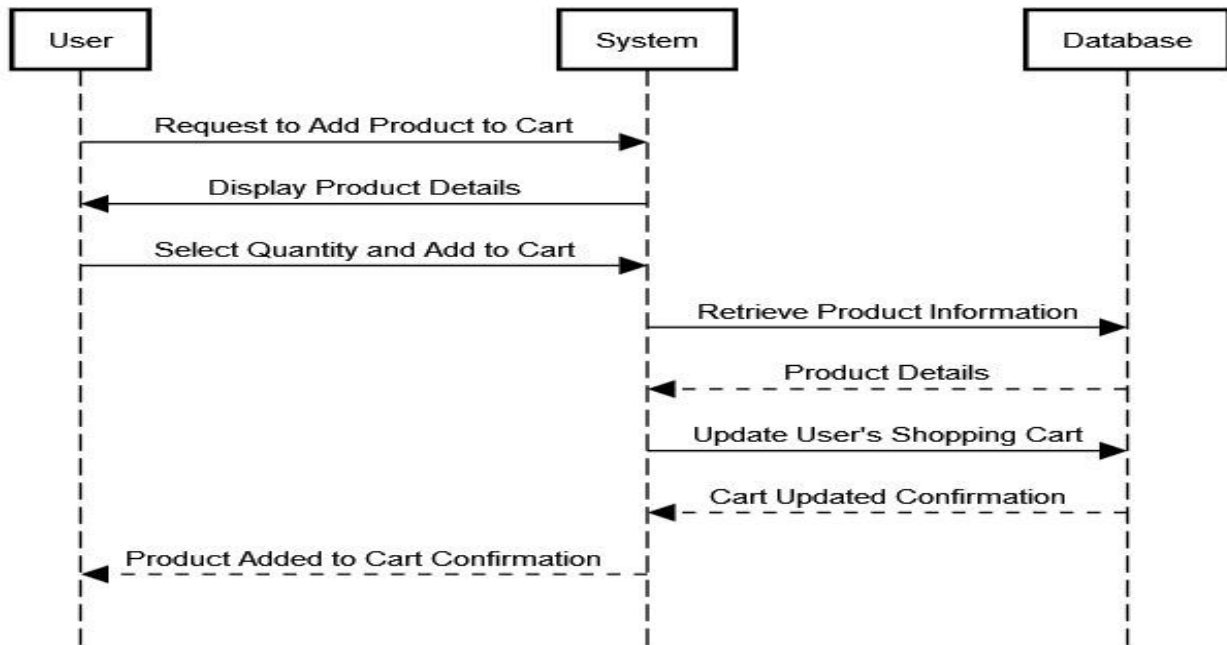 User
System
Database
Request to Add Product to Cart
Display Product Details
Select Quantity and Add to Cart
Retrieve Product Information
Product Details
Update User's Shopping Cart
Cart Updated Confirmation
Product Added to Cart Confirmation